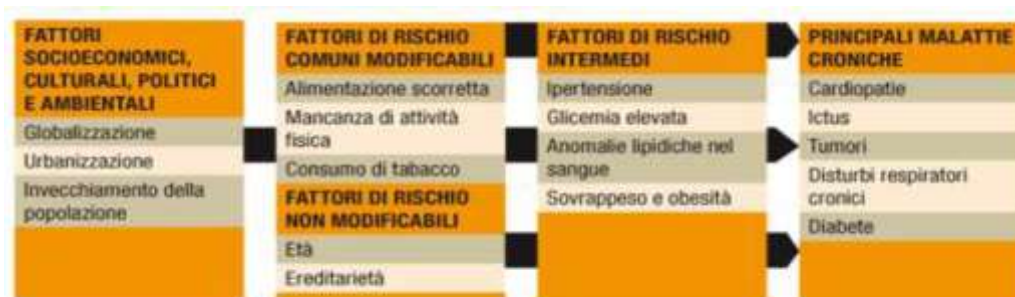 FATTORI
SOCIOECONOMICI,
CULTURALI, POLITICI
E AMBIENTALI
Globalizzazione
Urbanizzazione
Invecchiamento della
popolazione
FATTORI DI RISCHIO
COMUNI MODIFICABILI
Alimentazione scorretta
Mancanza di attività
fisica
Consumo di tabacco
FATTORI DI RISCHIO
NON MODIFICABILI
Età
Ereditarietà
FATTORI DI RISCHIO
INTERMEDI
Ipertensione
Glicemia elevata
Anomalie lipidiche nel
sangue
Sovrappeso e obesità
PRINCIPALI MALATTIE
CRONICHE
Cardiopatie
Ictus
Tumori
Disturbi respiratori
cronici
Diabete